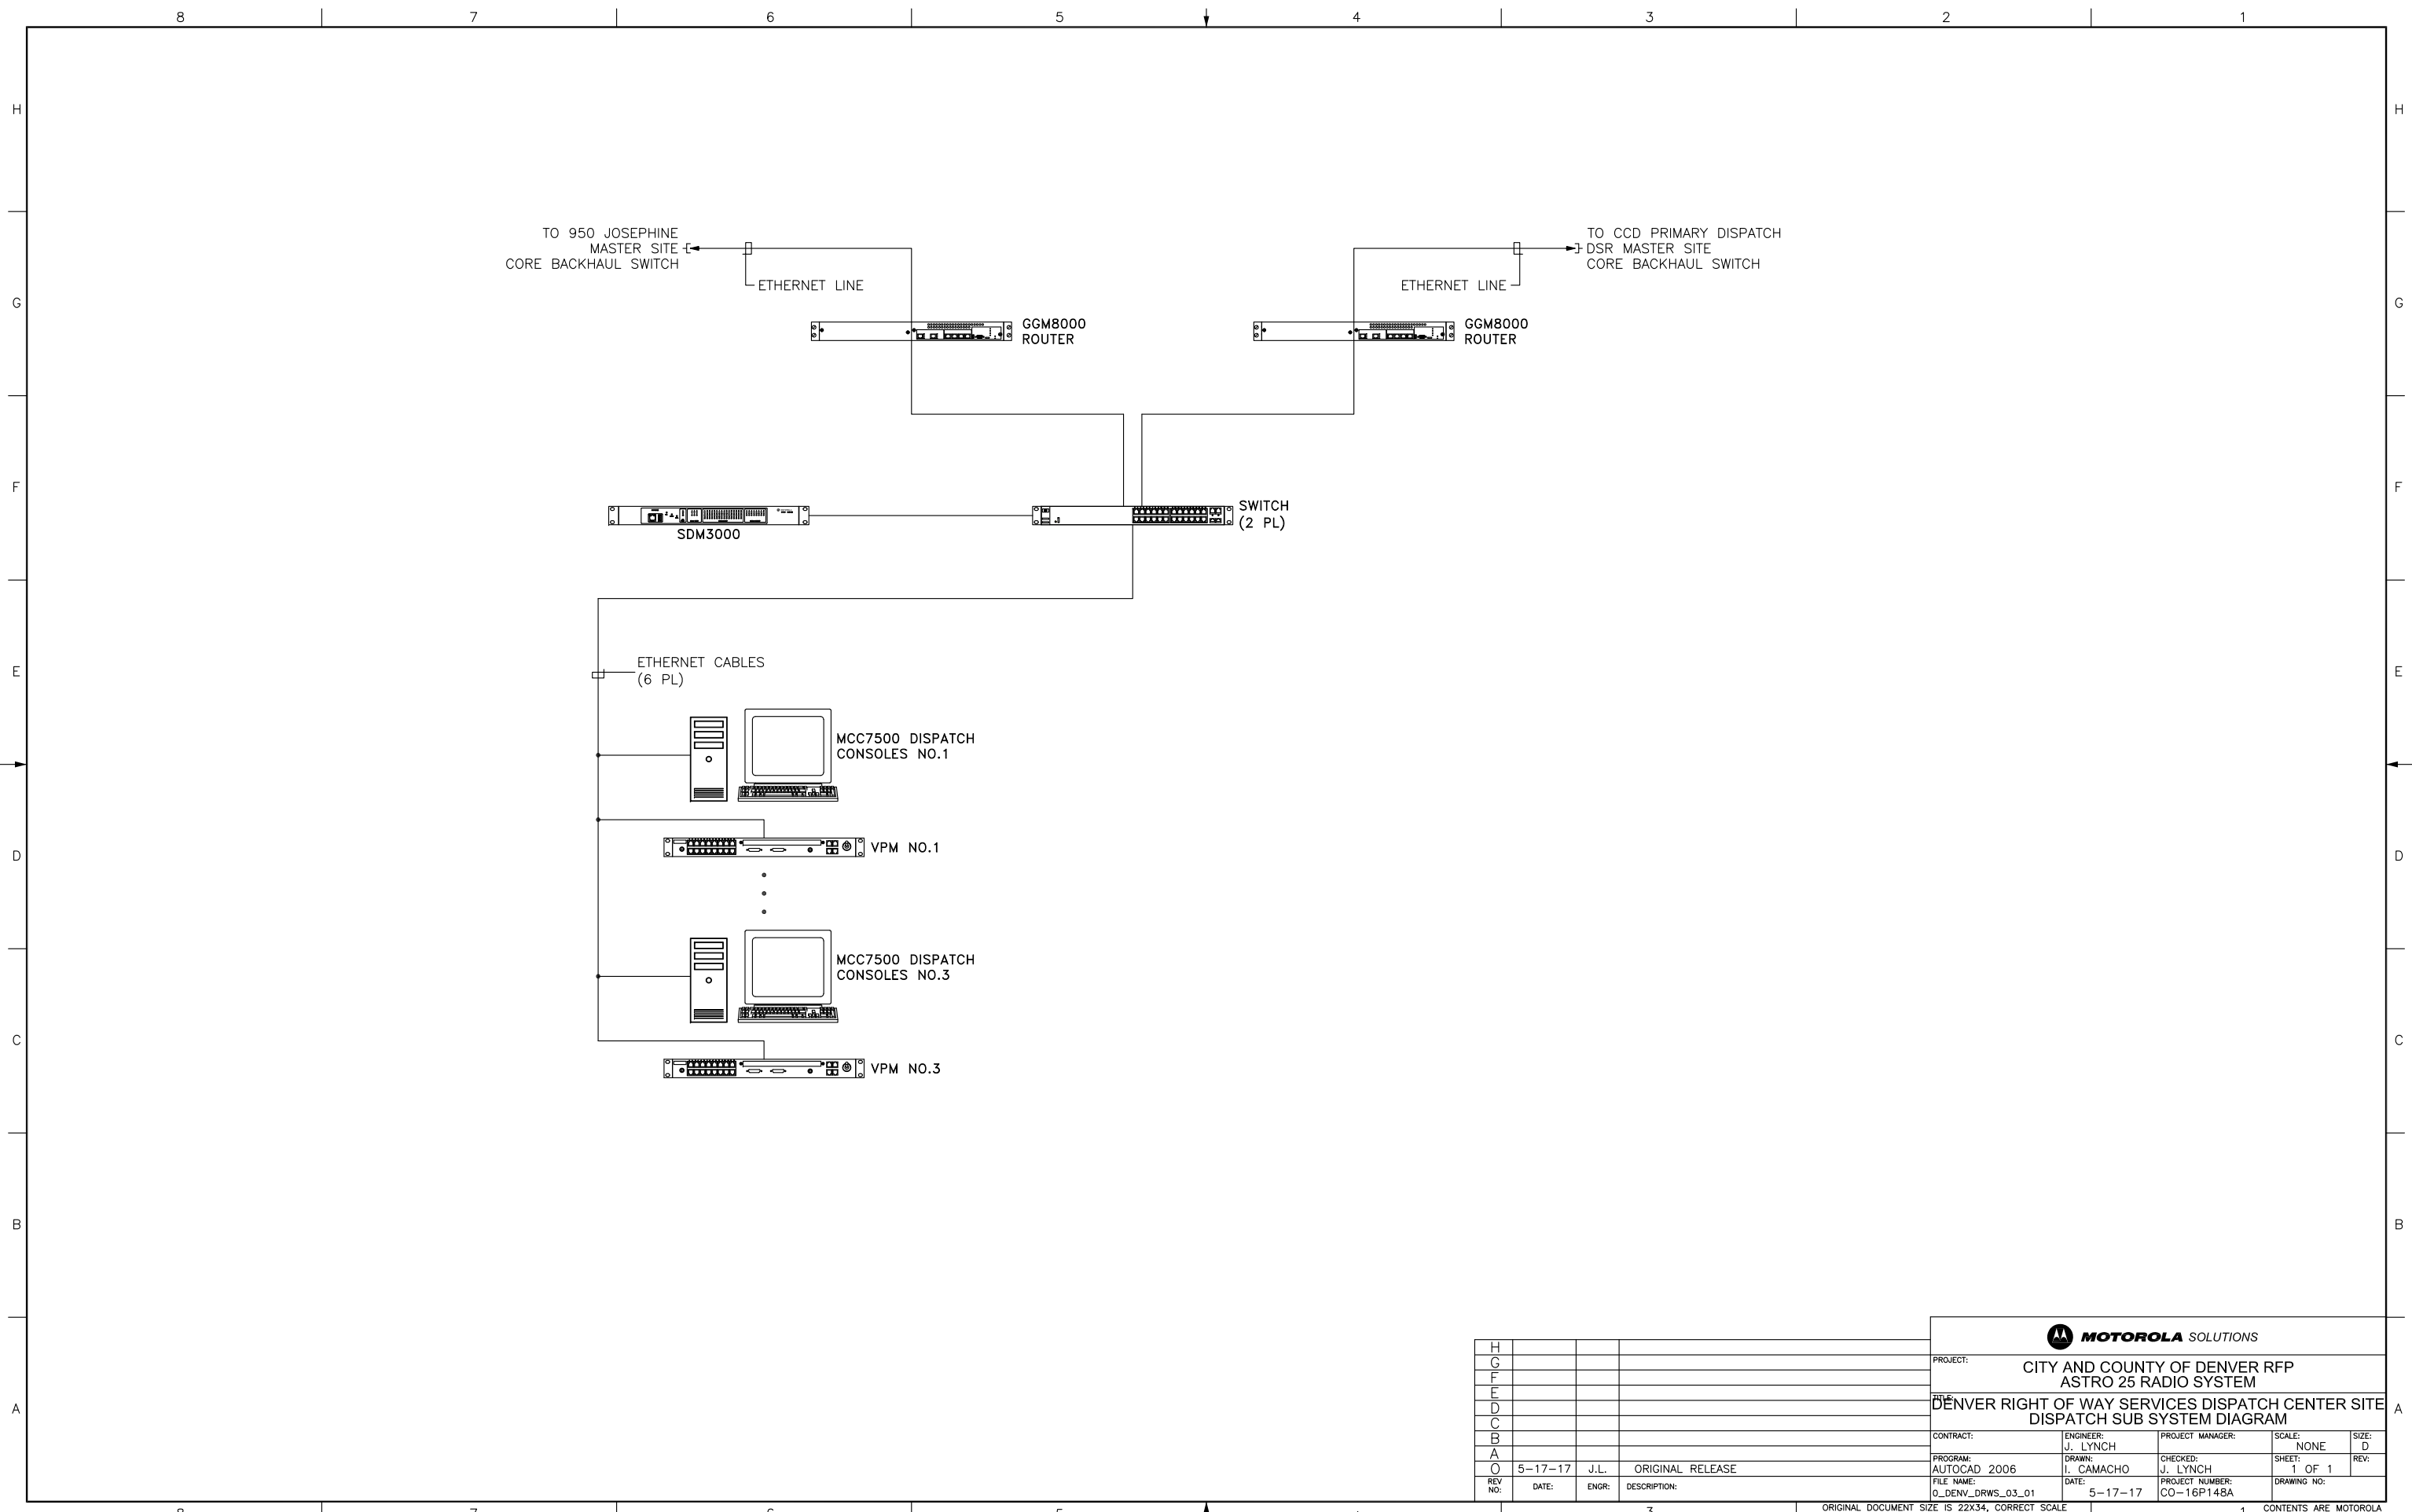 8 7 6 5 4 3 2 1
H H
TO 950 JOSEPHINE
MASTER SITE
CORE BACKHAUL SWITCH
ETHERNET LINE
TO CCD PRIMARY DISPATCH
DSR MASTER SITE
CORE BACKHAUL SWITCH
ETHERNET LINE
G G
GGM8000
ROUTER
GGM8000
ROUTER
F F
SWITCH
(2 PL)
SDM3000
E E
ETHERNET CABLES
(6 PL)
MCC7500 DISPATCH
CONSOLES NO.1
D D
VPM NO.1
MCC7500 DISPATCH
CONSOLES NO.3
C C
VPM NO.3
B B
A A
H
G
F
E
D
C
B
A
0 5-17-17 J.L. ORIGINAL RELEASE
REV NO: DATE: ENGR: DESCRIPTION:
MOTOROLA SOLUTIONS
PROJECT:
CITY AND COUNTY OF DENVER RFP
ASTRO 25 RADIO SYSTEM
TITLE:
DENVER RIGHT OF WAY SERVICES DISPATCH CENTER SITE
DISPATCH SUB SYSTEM DIAGRAM
CONTRACT: ENGINEER: PROJECT MANAGER: SCALE: SIZE:
J. LYNCH NONE D
PROGRAM: DRAWN: CHECKED: SHEET: REV:
AUTOCAD 2006 I. CAMACHO J. LYNCH 1 OF 1
FILE NAME: DATE: PROJECT NUMBER: DRAWING NO:
0_DENV_DRWS_03_01 5-17-17 CO-16P148A
ORIGINAL DOCUMENT SIZE IS 22X34, CORRECT SCALE
CONTENTS ARE MOTOROLA